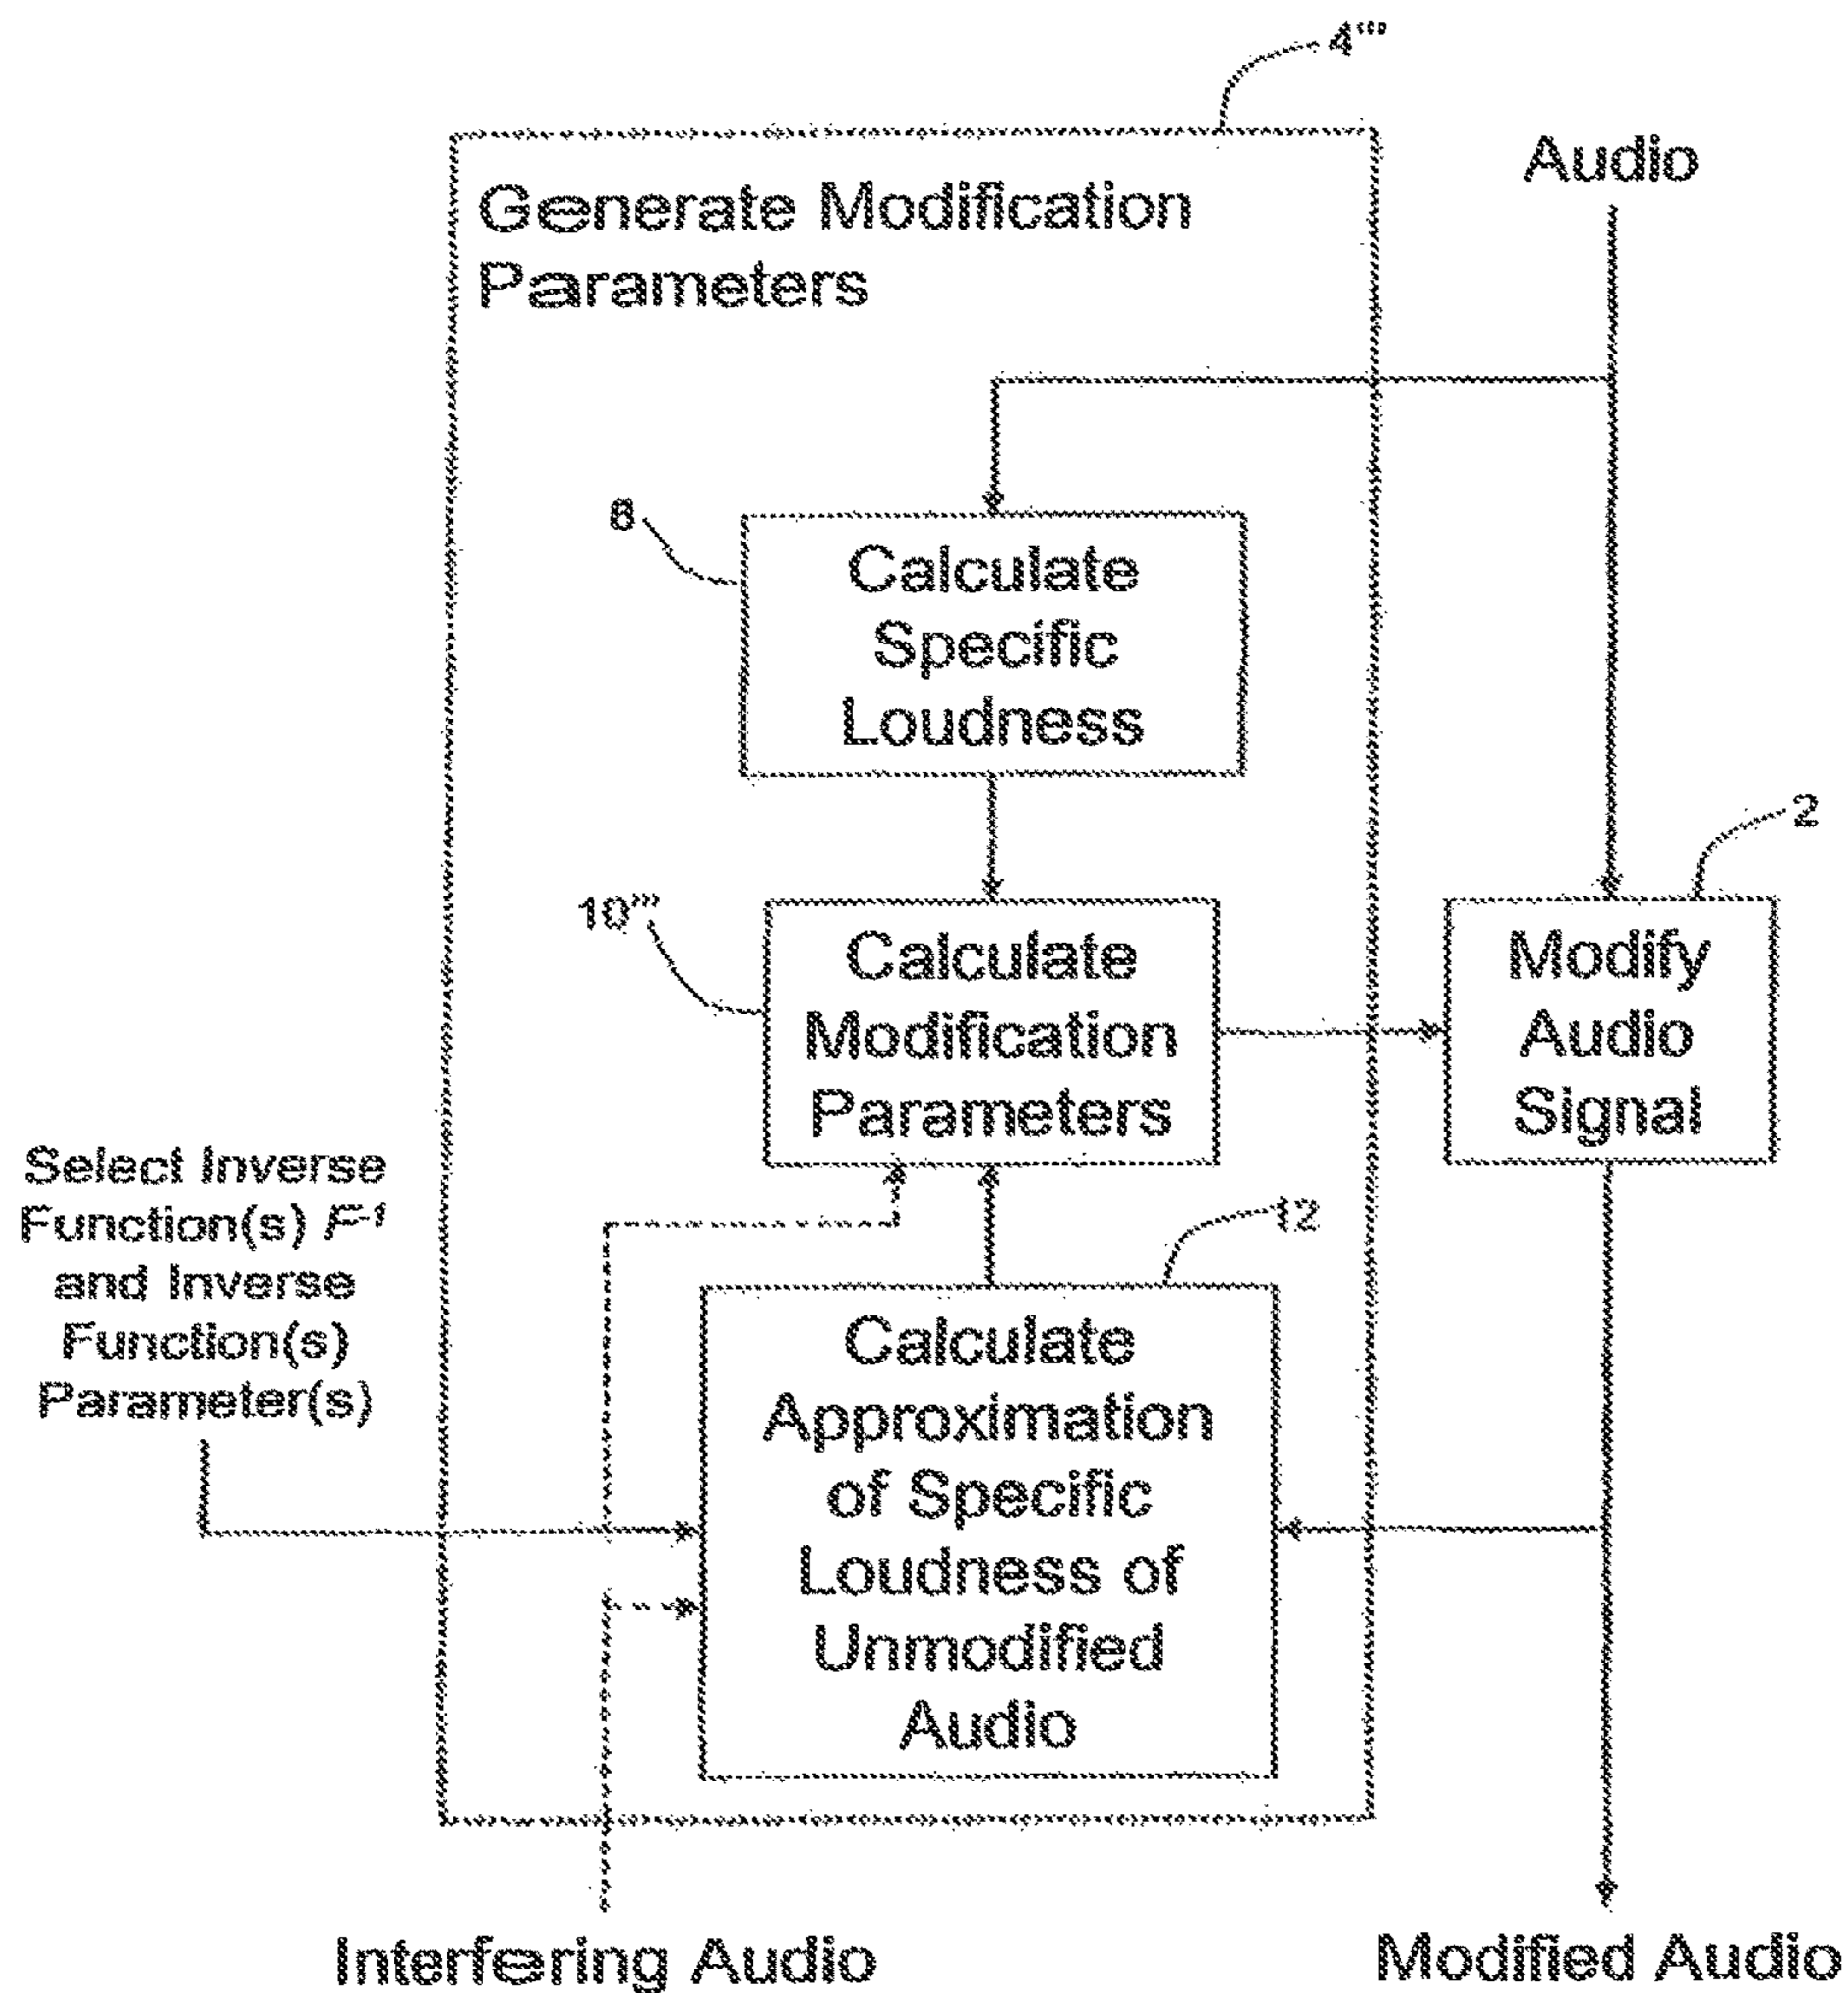 4'''
Audio
Generate Modification
Parameters
6
Calculate
Specific
Loudness
2
10'''
Calculate
Modification
Parameters
Modify
Audio
Signal
Select Inverse
Function(s) F-1
and Inverse
Function(s)
Parameter(s)
12
Calculate
Approximation
of Specific
Loudness of
Unmodified
Audio
Interfering Audio
Modified Audio